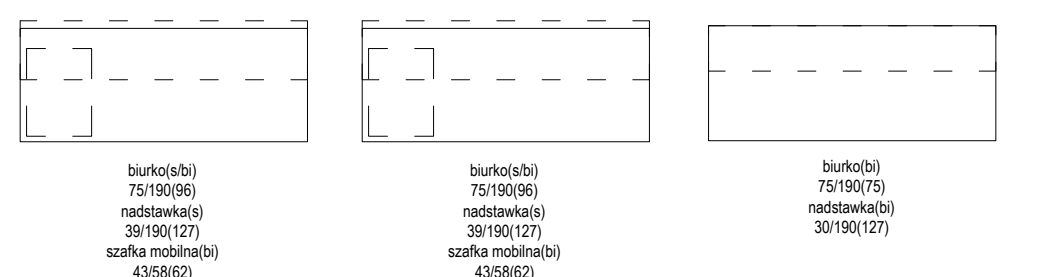 biurko(s/bi)
75/190(96)
nadstawka(s)
39/190(127)
szafka mobilna(bi)
43/58(62)
biurko(s/bi)
75/190(96)
nadstawka(s)
39/190(127)
szafka mobilna(bi)
43/58(62)
biurko(bi)
75/190(75)
nadstawka(bi)
30/190(127)